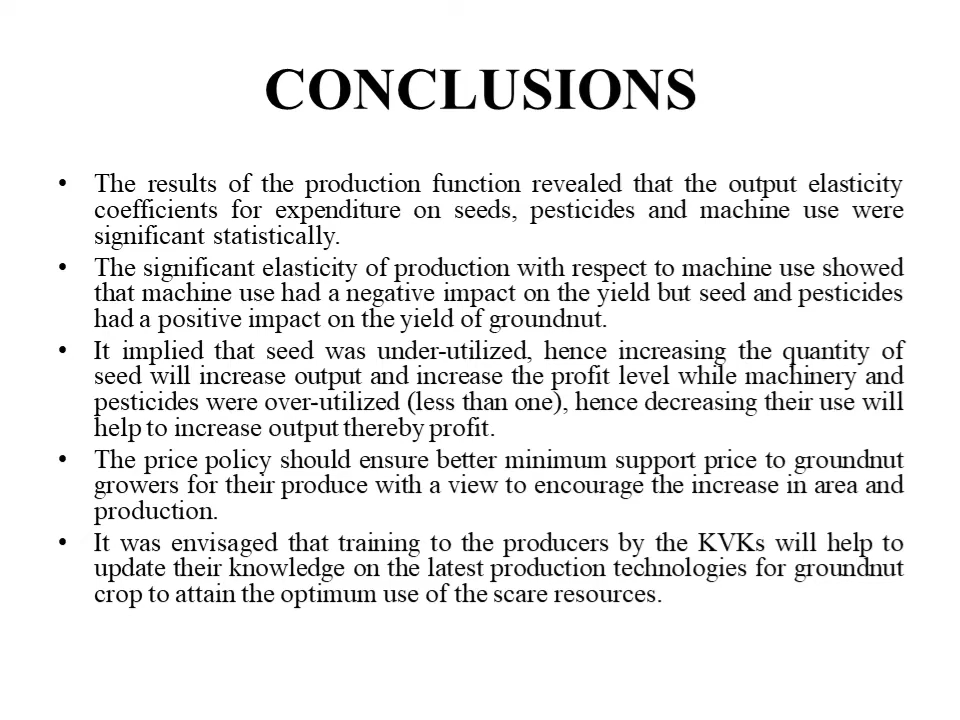 CONCLUSIONS
• The results of the production function revealed that the output elasticity
coefficients for expenditure on seeds, pesticides and machine use were
significant statistically.
• The significant elasticity of production with respect to machine use showed
that machine use had a negative impact on the yield but seed and pesticides
had a positive impact on the yield of groundnut.
• It implied that seed was under-utilized, hence increasing the quantity of
seed will increase output and increase the profit level while machinery and
pesticides were over-utilized (less than one), hence decreasing their use will
help to increase output thereby profit.
• The price policy should ensure better minimum support price to groundnut
growers for their produce with a view to encourage the increase in area and
production.
• It was envisaged that training to the producers by the KVKs will help to
update their knowledge on the latest production technologies for groundnut
crop to attain the optimum use of the scare resources.